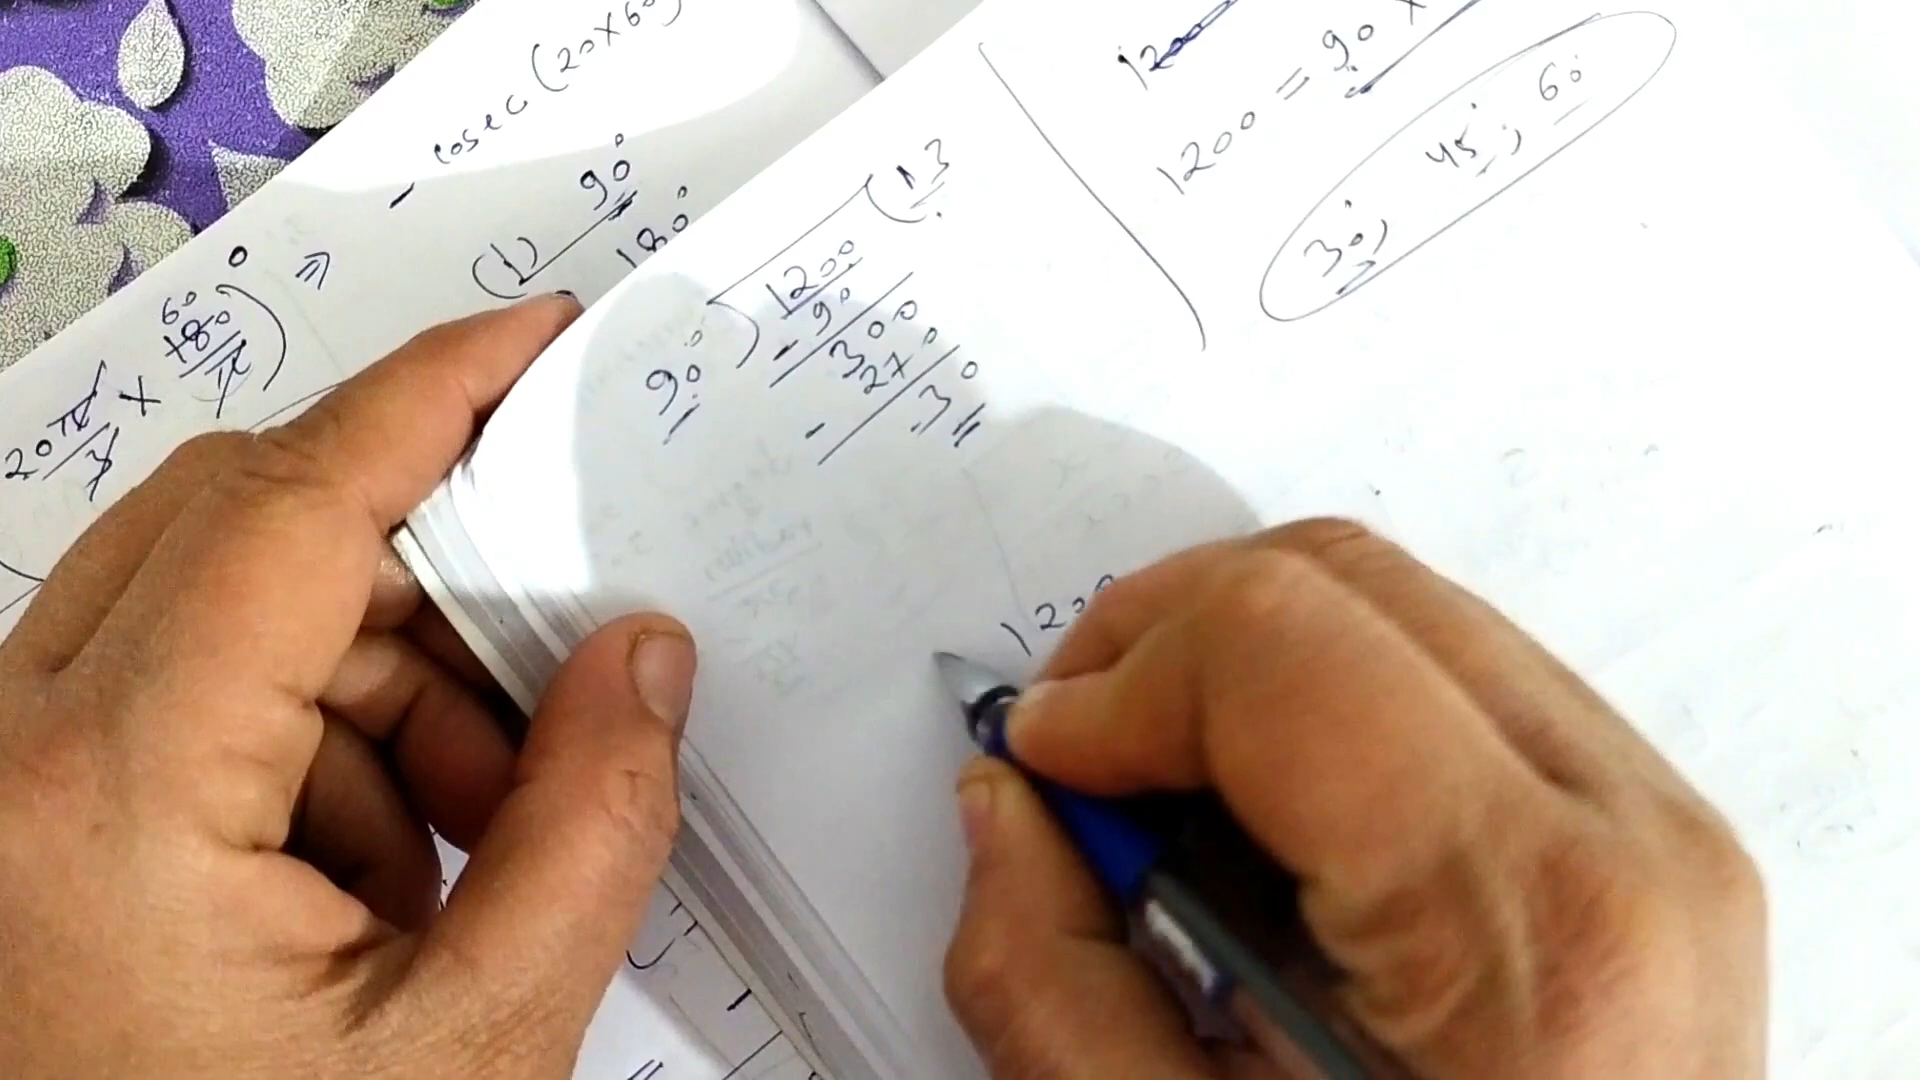 - cosec (20×60)
(1) 90°
180°
20π/3 × 180/π)° =
60
90° ) 1200 ( 13
- 90
300
- 270
30
1200
1200 = 90 ×
30°, 45°, 60°
120